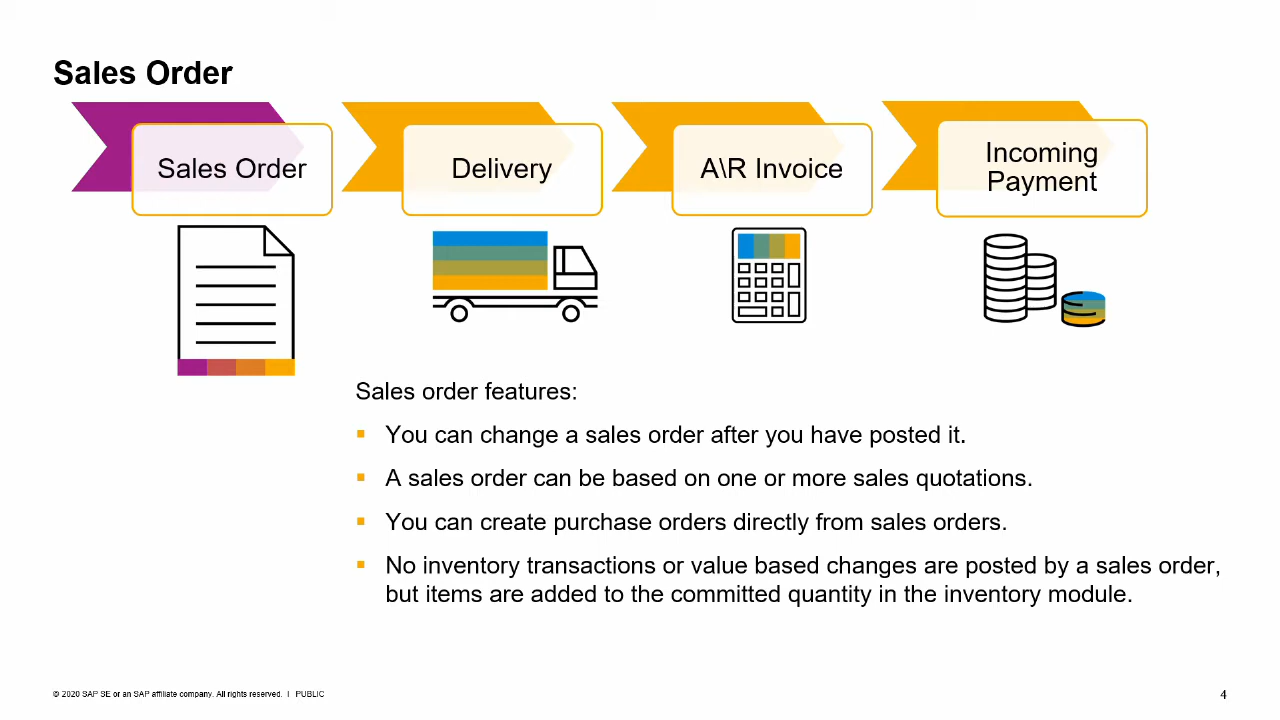 Sales Order
Sales Order
Delivery
A\R Invoice
Incoming
Payment
Sales order features:
▪ You can change a sales order after you have posted it.
▪ A sales order can be based on one or more sales quotations.
▪ You can create purchase orders directly from sales orders.
▪ No inventory transactions or value based changes are posted by a sales order,
but items are added to the committed quantity in the inventory module.
© 2020 SAP SE or an SAP affiliate company. All rights reserved. I PUBLIC
4